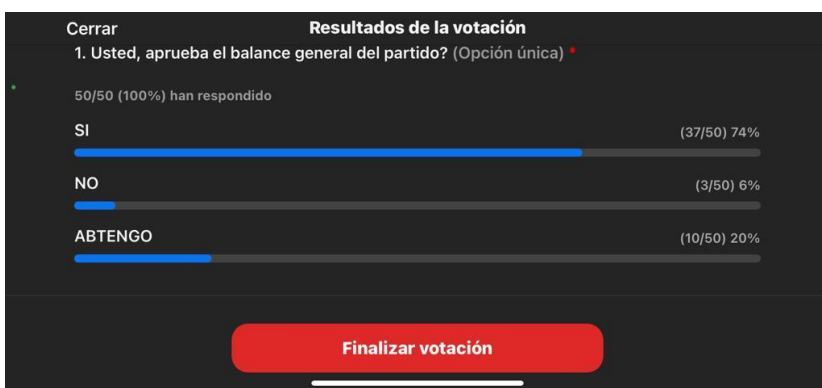 Cerrar Resultados de la votación
1. Usted, aprueba el balance general del partido? (Opción única) *
50/50 (100%) han respondido
SI (37/50) 74%
NO (3/50) 6%
ABTENGO (10/50) 20%
Finalizar votación